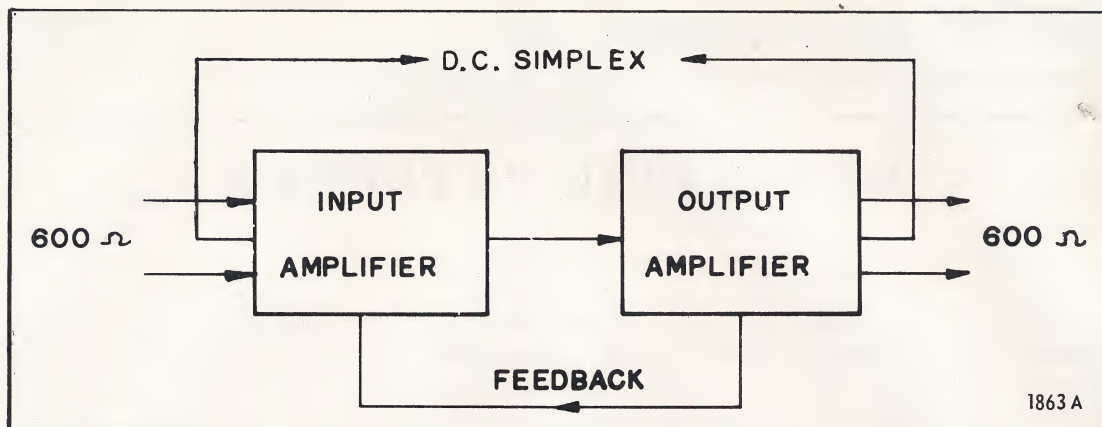 D.C. SIMPLEX
INPUT
AMPLIFIER
OUTPUT
AMPLIFIER
600 Ω
600 Ω
FEEDBACK
1863 A